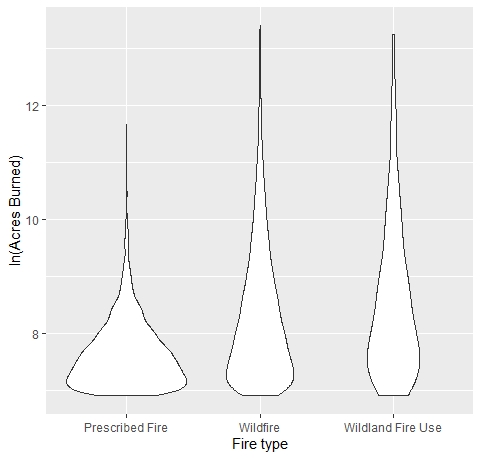 ln(Acres Burned)
12
10
8
Prescribed Fire
Wildfire
Wildland Fire Use
Fire type